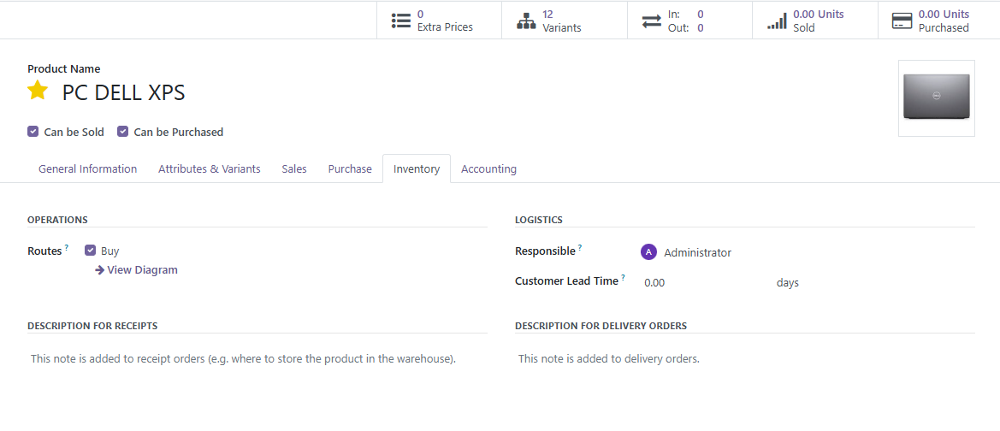 0
Extra Prices
12
Variants
In: 0
Out: 0
0.00 Units
Sold
0.00 Units
Purchased
Product Name
PC DELL XPS
Can be Sold Can be Purchased
General Information Attributes & Variants Sales Purchase Inventory Accounting
OPERATIONS
Routes ? Buy
View Diagram
LOGISTICS
Responsible ? A Administrator
Customer Lead Time ? 0.00 days
DESCRIPTION FOR RECEIPTS
This note is added to receipt orders (e.g. where to store the product in the warehouse).
DESCRIPTION FOR DELIVERY ORDERS
This note is added to delivery orders.